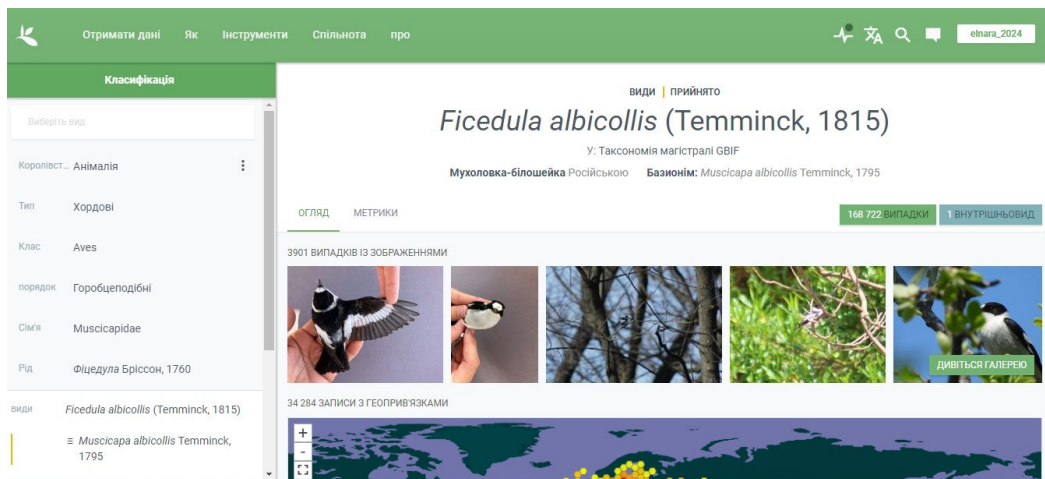 Отримати дані Як Інструменти Спільнота про elnara_2024
Класифікація
Виберіть вид
Королівст... Анімалія
Тип Хордові
Клас Aves
порядок Горобцеподібні
Сім'я Muscicapidae
Рід Фіцедула Бріссон, 1760
види Ficedula albicollis (Temminck, 1815)
≡ Muscicapa albicollis Temminck,
1795
ВИДИ | ПРИЙНЯТО
Ficedula albicollis (Temminck, 1815)
У: Таксономія магістралі GBIF
Мухоловка-білошейка Російською Базионім: Muscicapa albicollis Temminck, 1795
ОГЛЯД МЕТРИКИ 168 722 ВИПАДКИ 1 ВНУТРІШНЬОВИД
3901 ВИПАДКІВ ІЗ ЗОБРАЖЕННЯМИ
ДИВІТЬСЯ ГАЛЕРЕЮ
34 284 ЗАПИСИ З ГЕОПРИВ'ЯЗКАМИ
+
-